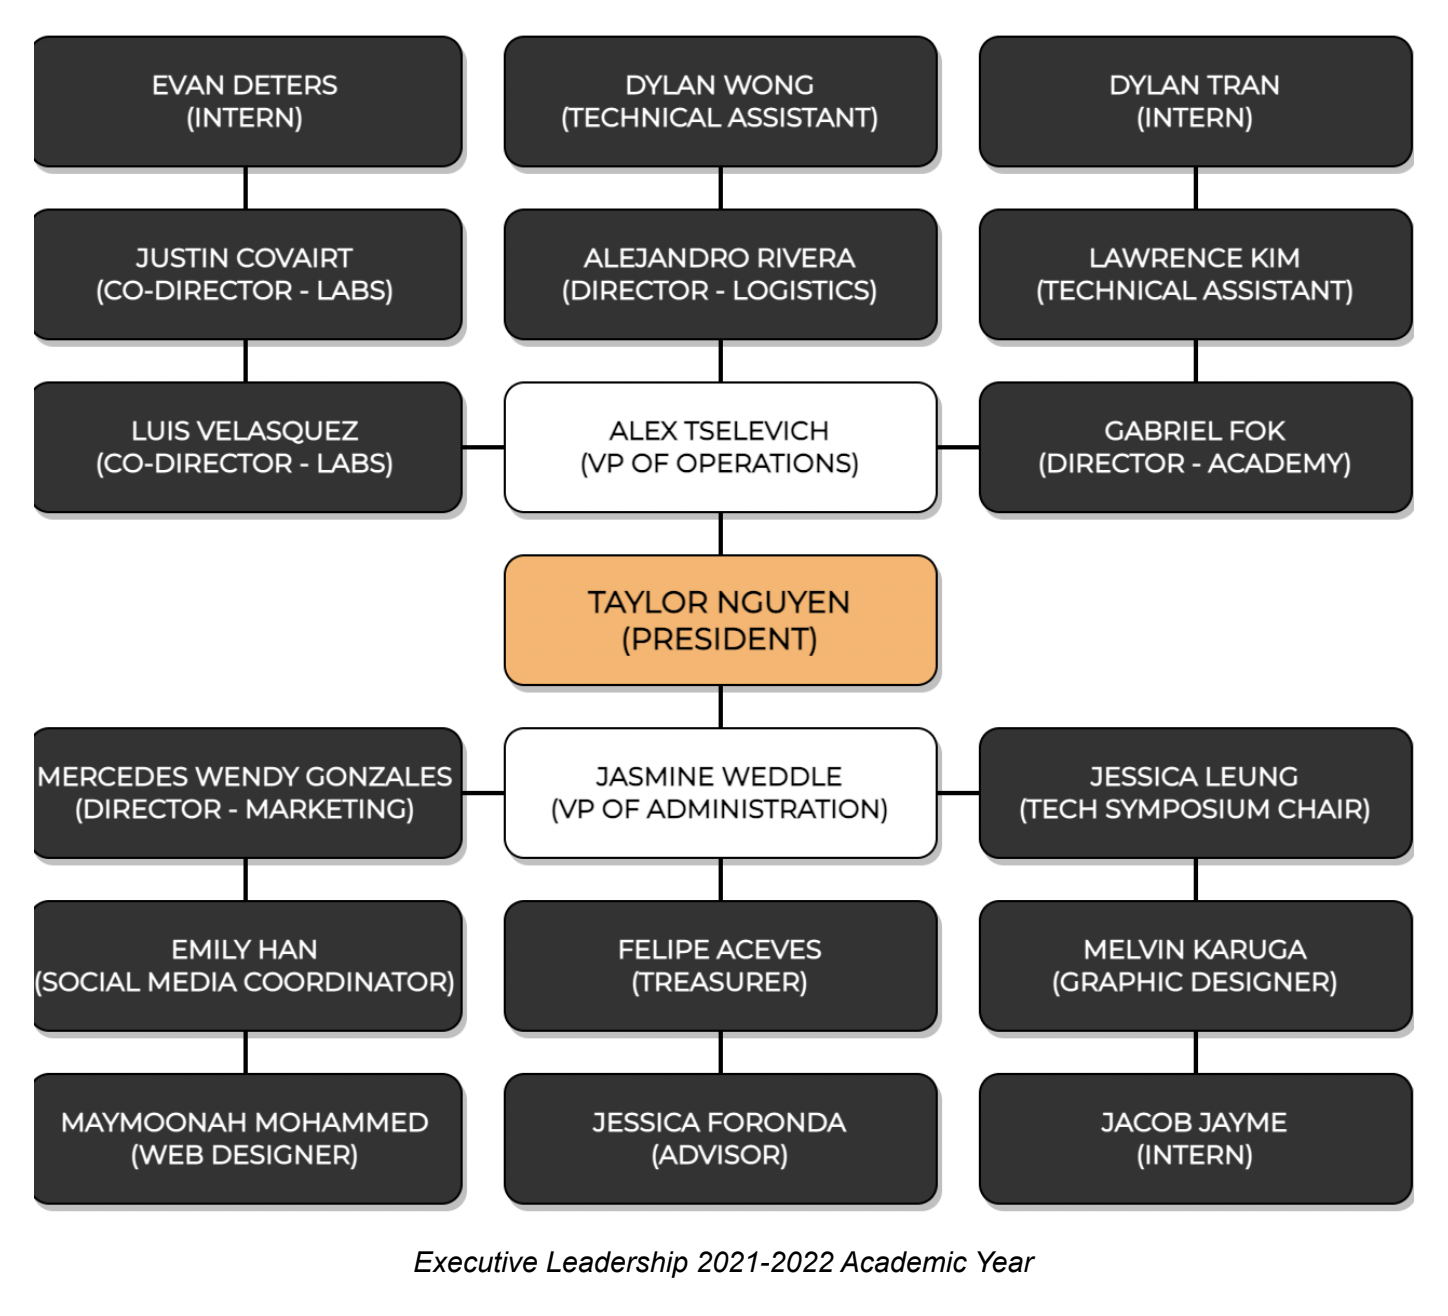 EVAN DETERS
(INTERN)
DYLAN WONG
(TECHNICAL ASSISTANT)
DYLAN TRAN
(INTERN)
JUSTIN COVAIRT
(CO-DIRECTOR - LABS)
ALEJANDRO RIVERA
(DIRECTOR - LOGISTICS)
LAWRENCE KIM
(TECHNICAL ASSISTANT)
LUIS VELASQUEZ
(CO-DIRECTOR - LABS)
ALEX TSELEVICH
(VP OF OPERATIONS)
GABRIEL FOK
(DIRECTOR - ACADEMY)
TAYLOR NGUYEN
(PRESIDENT)
MERCEDES WENDY GONZALES
(DIRECTOR - MARKETING)
JASMINE WEDDLE
(VP OF ADMINISTRATION)
JESSICA LEUNG
(TECH SYMPOSIUM CHAIR)
EMILY HAN
(SOCIAL MEDIA COORDINATOR)
FELIPE ACEVES
(TREASURER)
MELVIN KARUGA
(GRAPHIC DESIGNER)
MAYMOONAH MOHAMMED
(WEB DESIGNER)
JESSICA FORONDA
(ADVISOR)
JACOB JAYME
(INTERN)
Executive Leadership 2021-2022 Academic Year